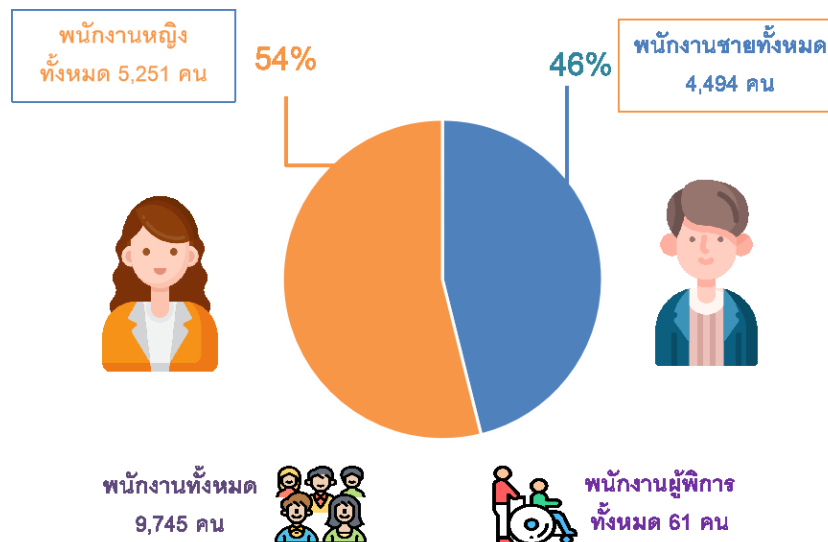 พนักงานหญิง
ทั้งหมด 5,251 คน
54%
46%
พนักงานชายทั้งหมด
4,494 คน
พนักงานทั้งหมด
9,745 คน
พนักงานผู้พิการ
ทั้งหมด 61 คน